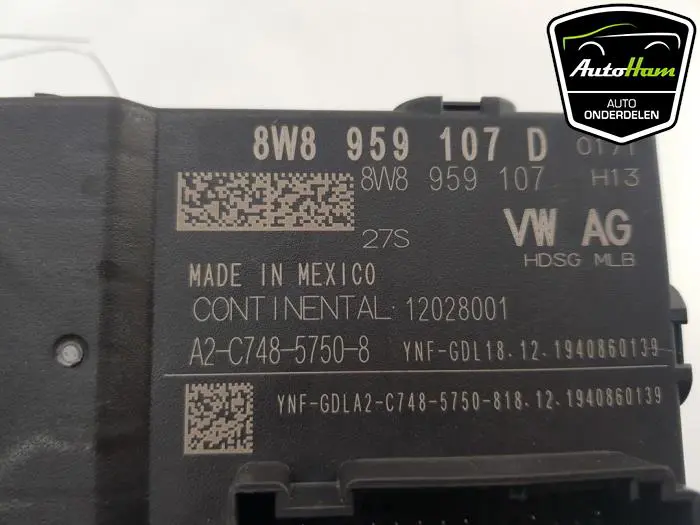 AutoHam
AUTO
ONDERDELEN
8W8 959 107 D 0171
8W8 959 107 H13
27S VW AG
HDSG MLB
MADE IN MEXICO
CONTINENTAL: 12028001
A2-C748-5750-8 YNF-GDL18.12.1940860139
YNF-GDLA2-C748-5750-818.12.1940860139